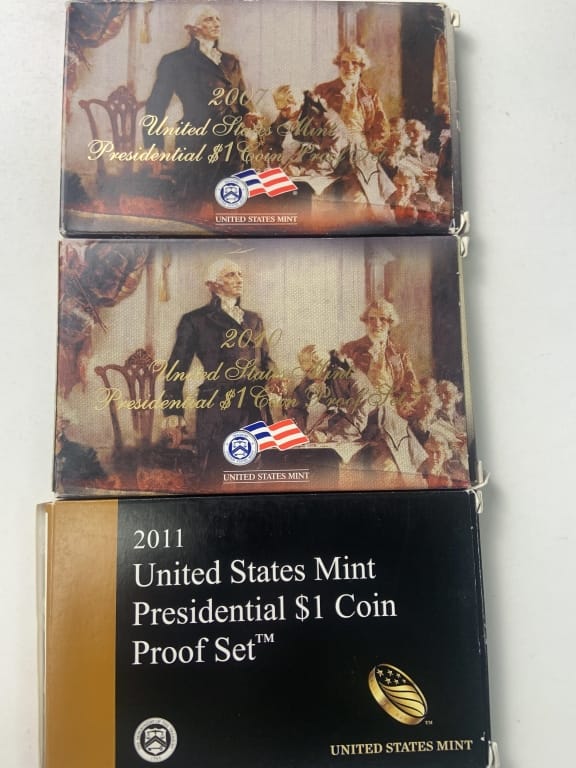 2007
United States Mint
Presidential $1 Coin Proof Set
UNITED STATES MINT
2010
United States Mint
Presidential $1 Coin Proof Set
UNITED STATES MINT
2011
United States Mint
Presidential $1 Coin
Proof Set™
UNITED STATES MINT